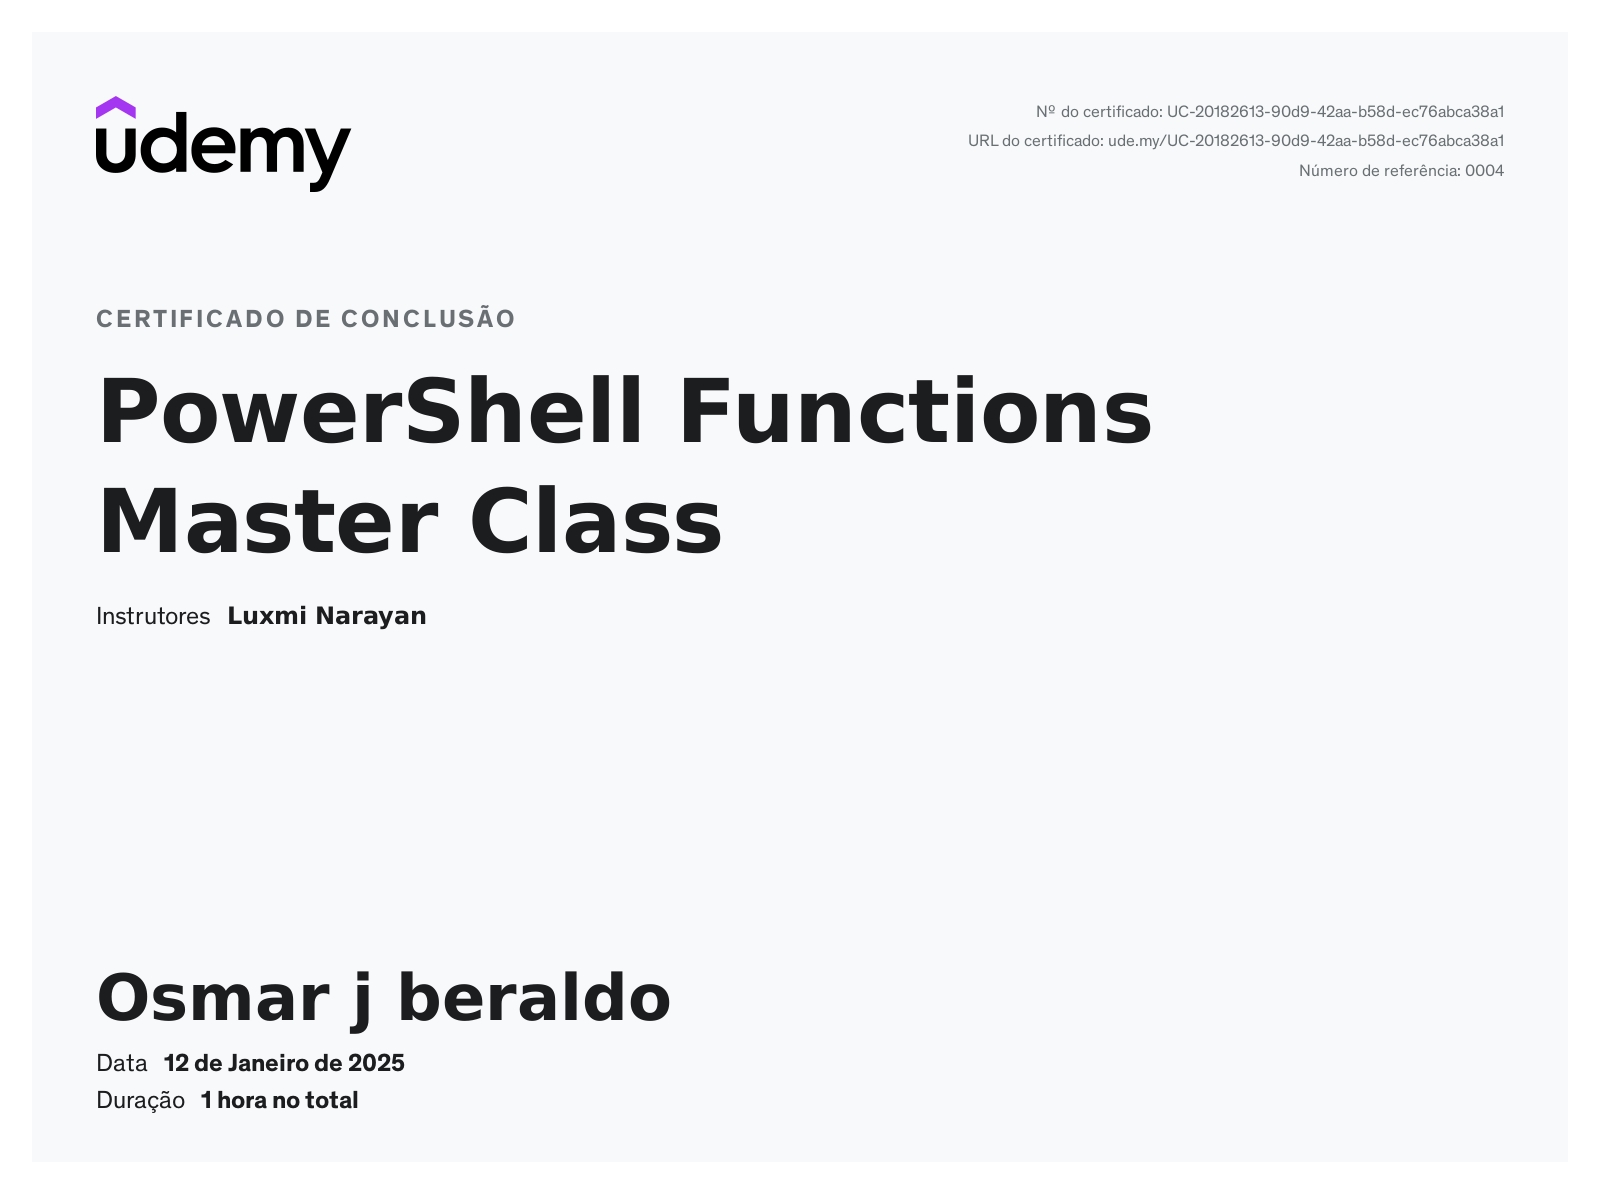 udemy
Nº do certificado: UC-20182613-90d9-42aa-b58d-ec76abca38a1
URL do certificado: ude.my/UC-20182613-90d9-42aa-b58d-ec76abca38a1
Número de referência: 0004
CERTIFICADO DE CONCLUSÃO
PowerShell Functions
Master Class
Instrutores Luxmi Narayan
Osmar j beraldo
Data 12 de Janeiro de 2025
Duração 1 hora no total